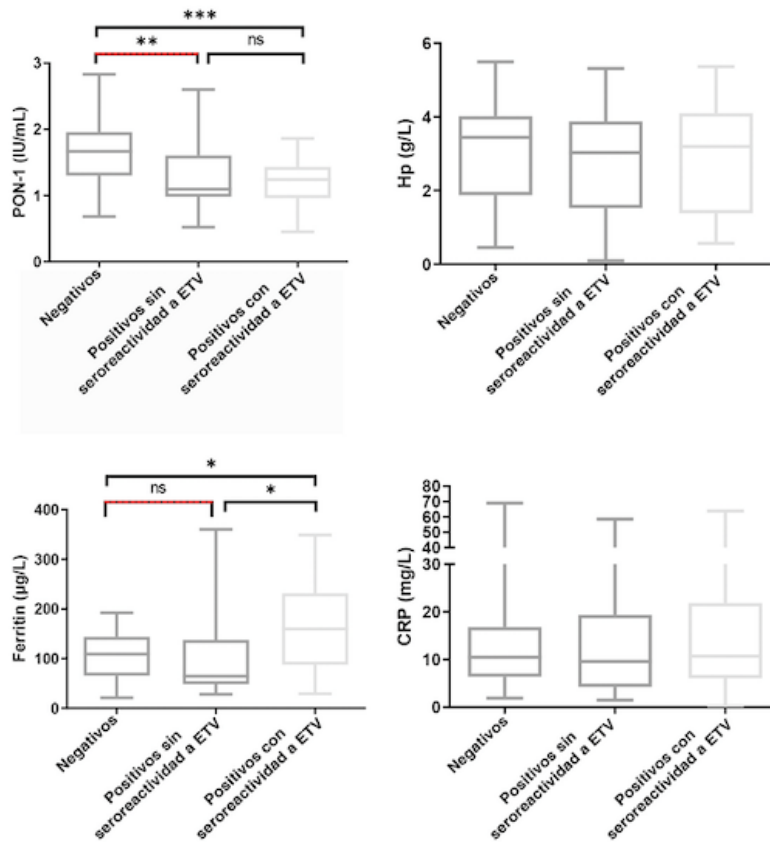 ***
**
ns
PON-1 (IU/mL)
3
2
1
0
Negativos
Positivos sin
seroreactividad a ETV
Positivos con
seroreactividad a ETV
Hp (g/L)
6
4
2
0
Negativos
Positivos sin
seroreactividad a ETV
Positivos con
seroreactividad a ETV
*
ns
*
Ferritin (µg/L)
400
300
200
100
0
Negativos
Positivos sin
seroreactividad a ETV
Positivos con
seroreactividad a ETV
CRP (mg/L)
80
70
60
50
40
30
20
10
0
Negativos
Positivos sin
seroreactividad a ETV
Positivos con
seroreactividad a ETV